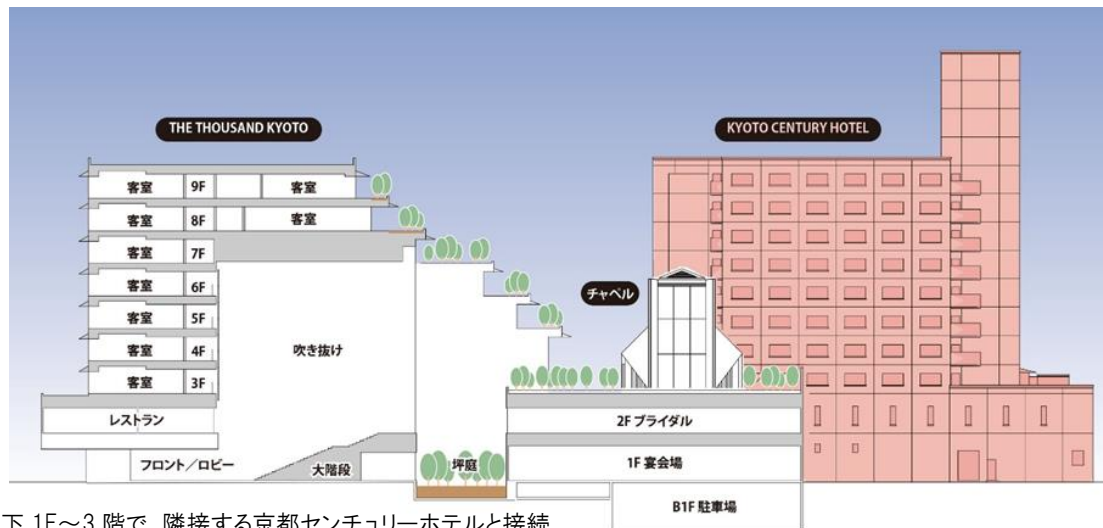 THE THOUSAND KYOTO
KYOTO CENTURY HOTEL
客室 9F 客室
客室 8F 客室
客室 7F
客室 6F
客室 5F
客室 4F
客室 3F
吹き抜け
チャペル
レストラン
2F ブライダル
フロント/ロビー
大階段
坪庭
1F 宴会場
B1F 駐車場
下 1F~3 階で、隣接する京都センチュリーホテルと接続